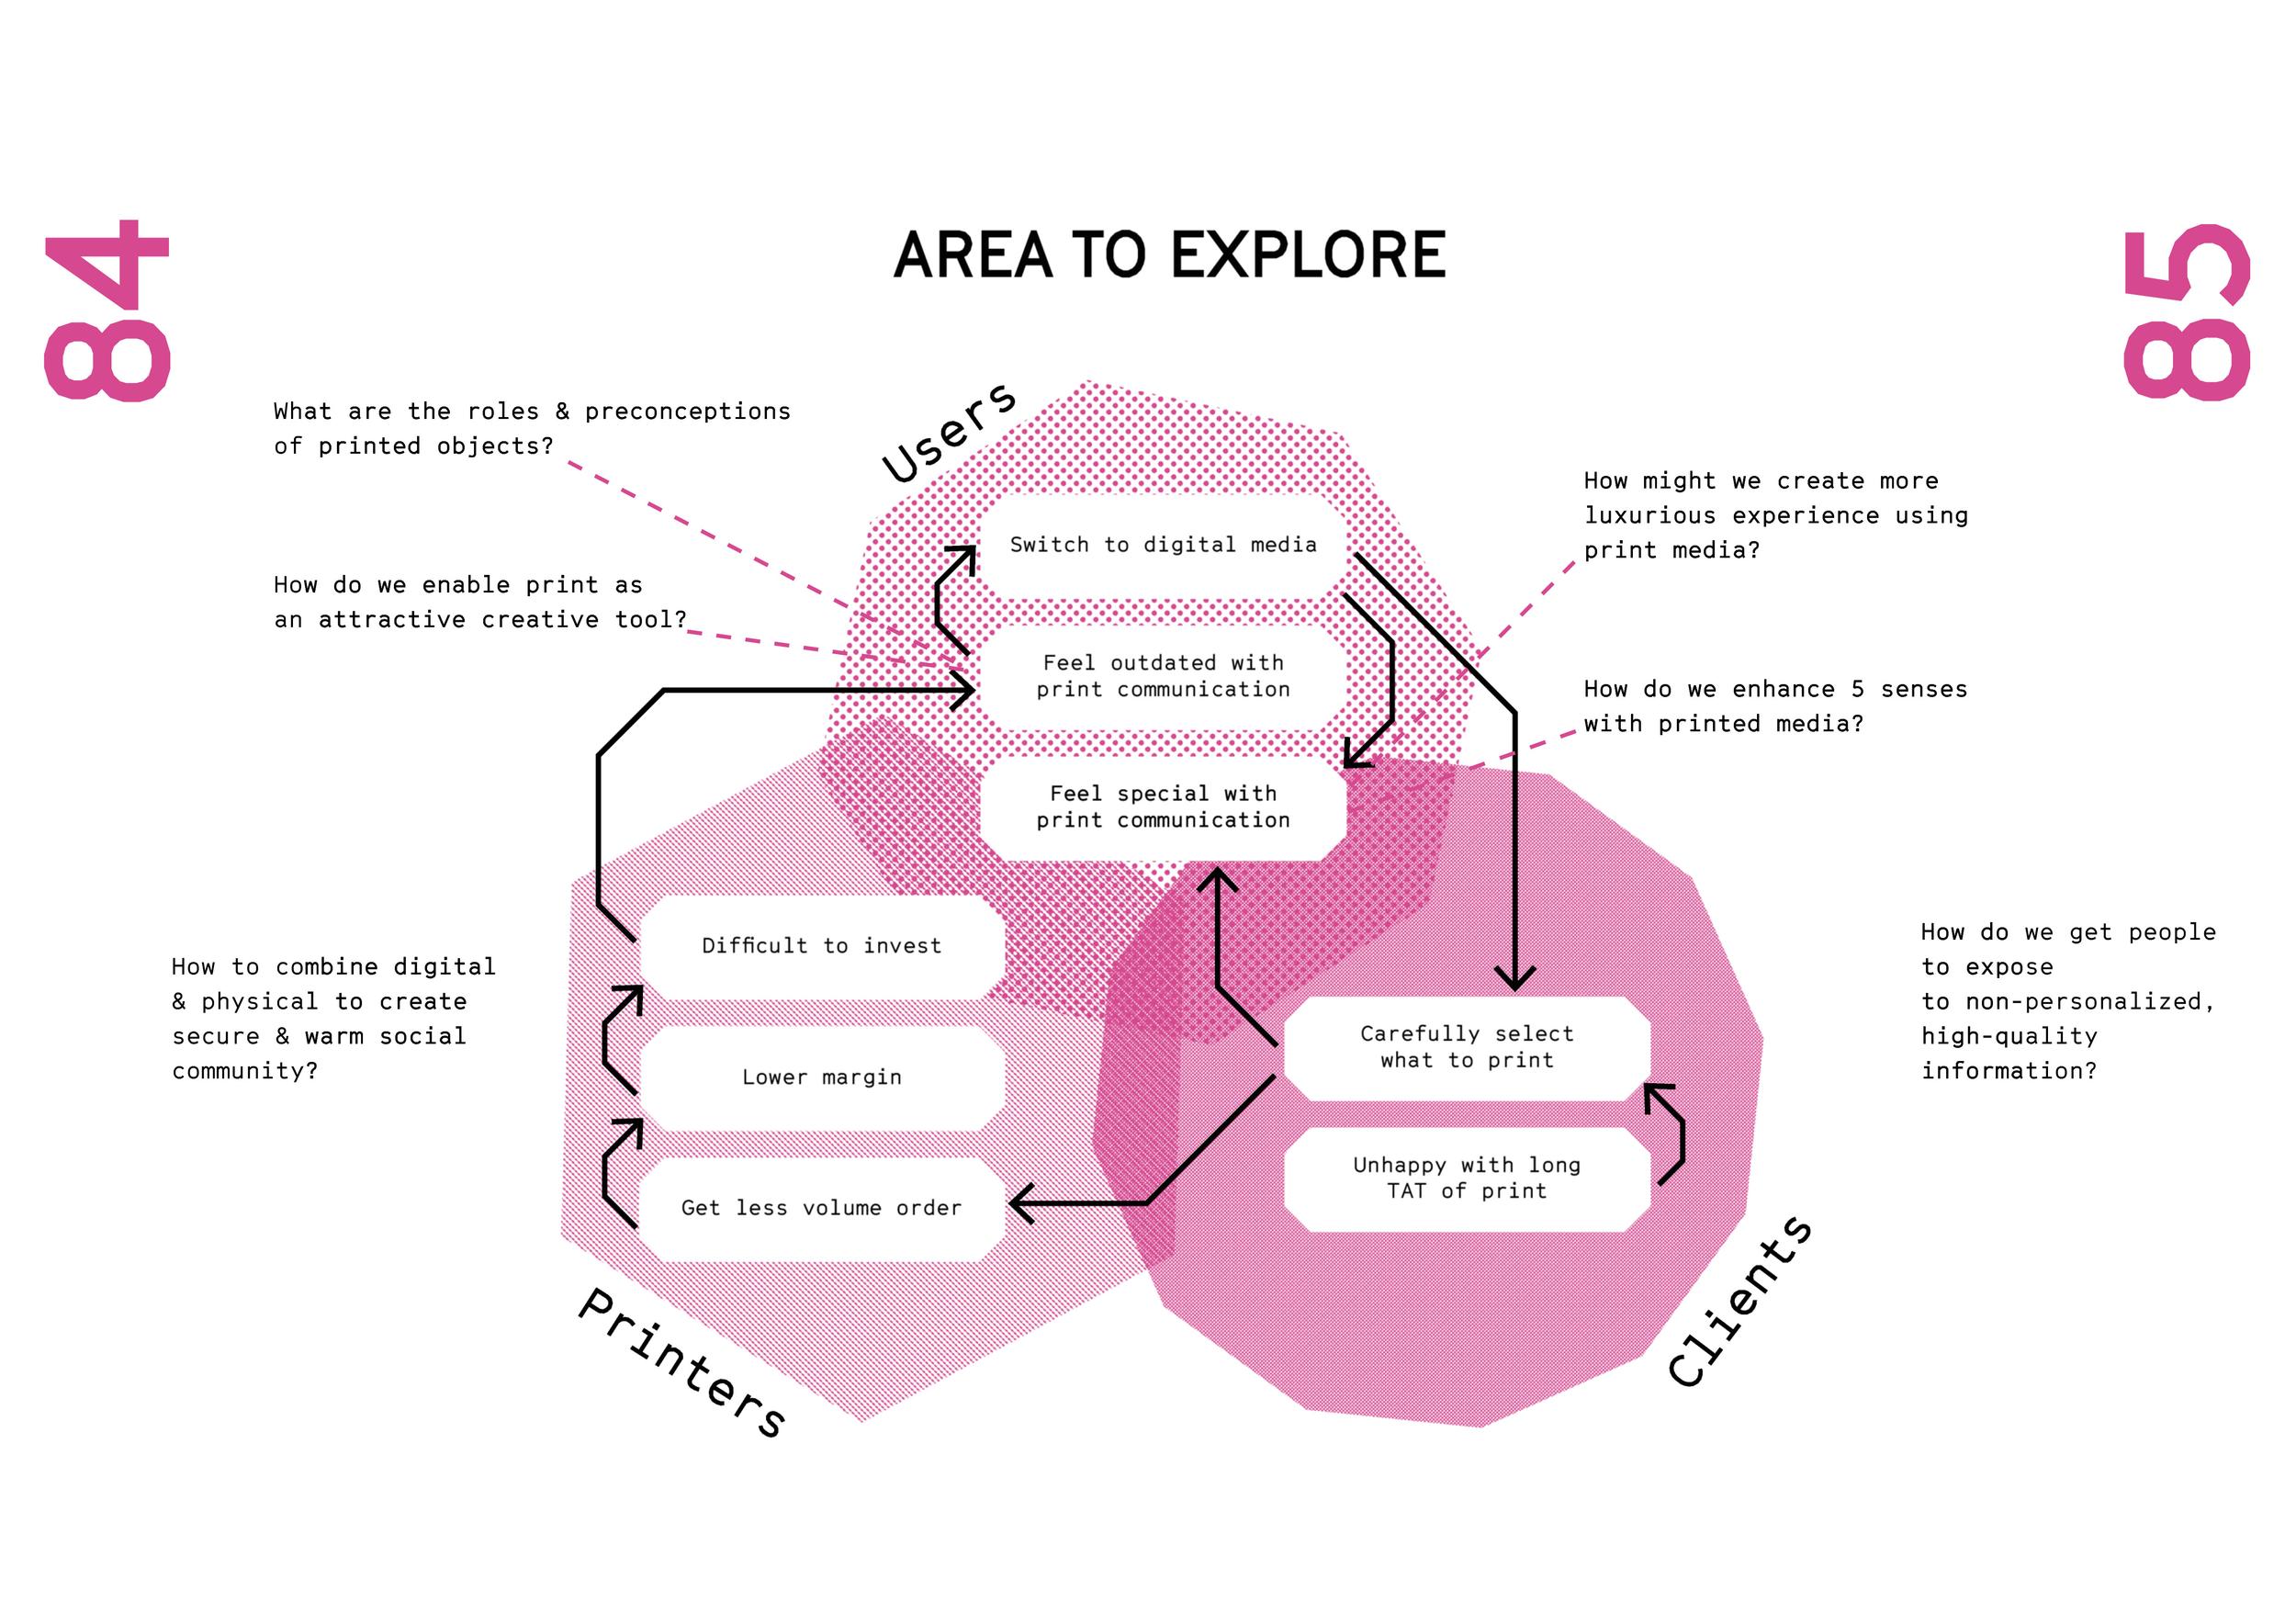 84
85
AREA TO EXPLORE
What are the roles & preconceptions
of printed objects?
How do we enable print as
an attractive creative tool?
Users
Switch to digital media
Feel outdated with
print communication
Feel special with
print communication
How might we create more
luxurious experience using
print media?
How do we enhance 5 senses
with printed media?
How to combine digital
& physical to create
secure & warm social
community?
Difficult to invest
Lower margin
Get less volume order
Printers
Carefully select
what to print
Unhappy with long
TAT of print
Clients
How do we get people
to expose
to non-personalized,
high-quality
information?